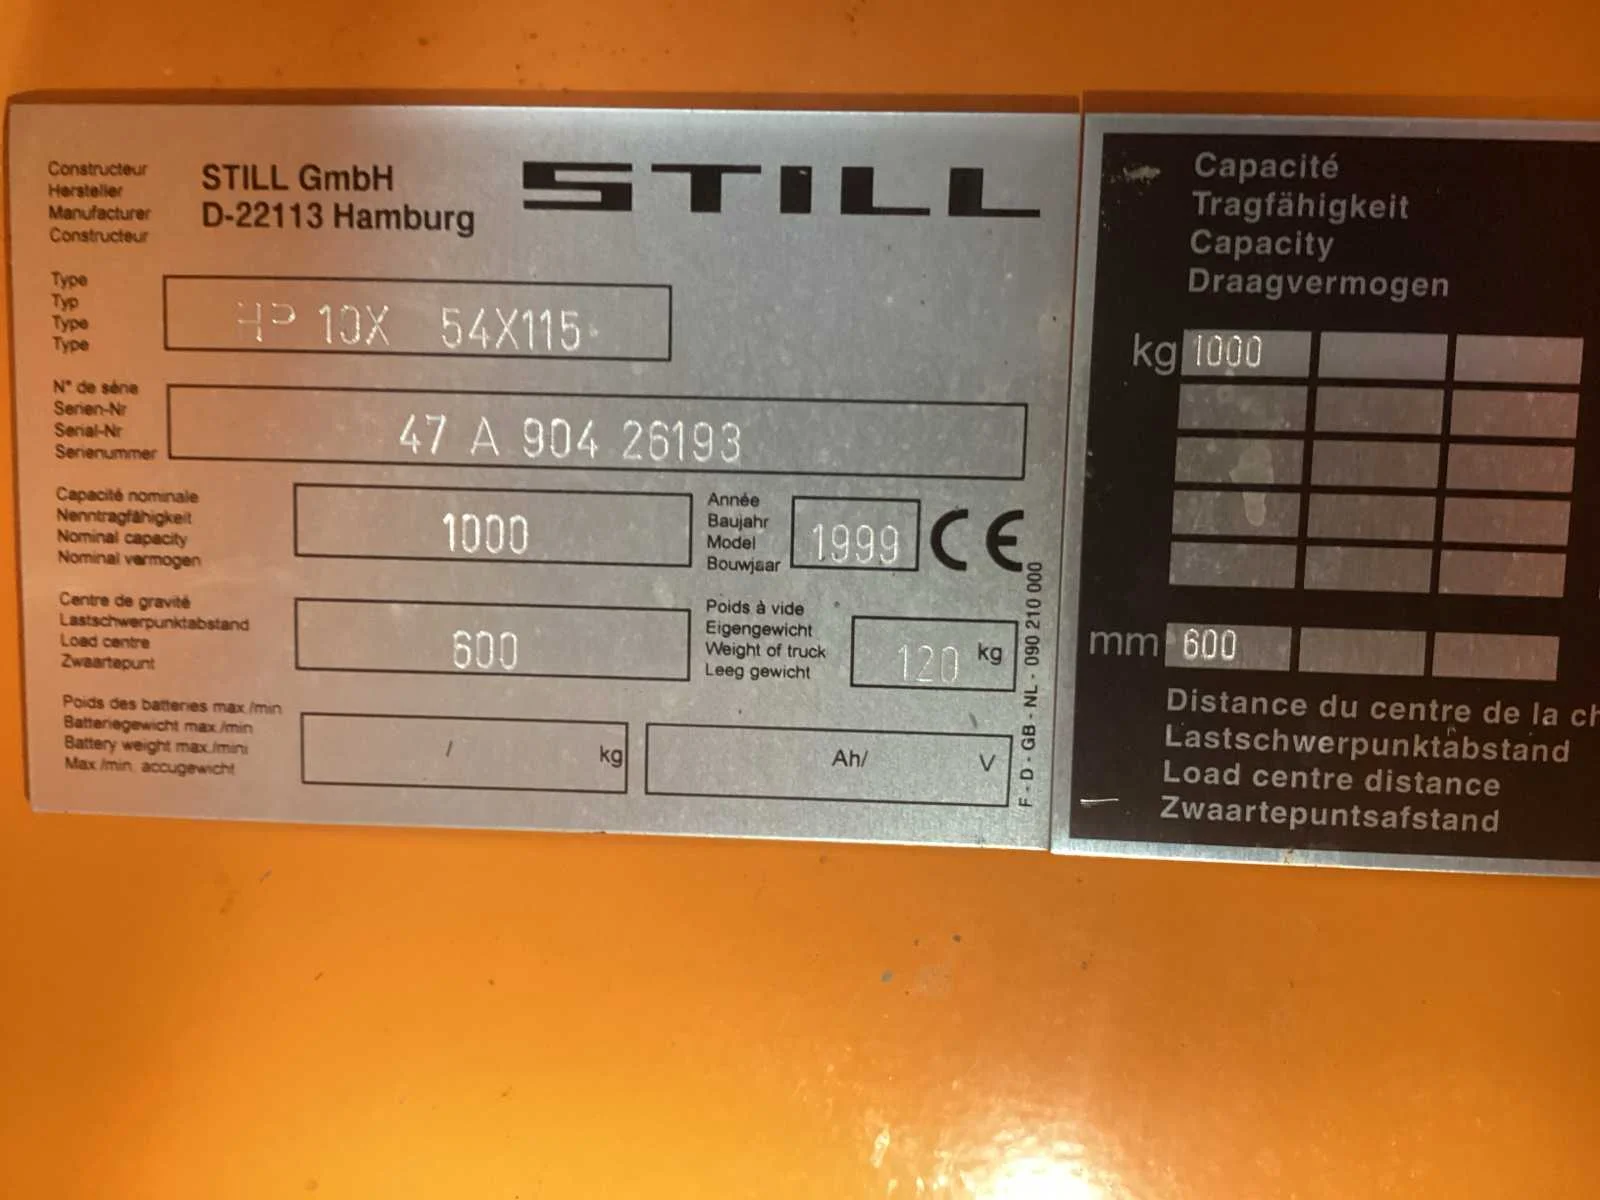 Constructeur
Hersteller
Manufacturer
Constructeur
STILL GmbH
D-22113 Hamburg
STILL
Type
Typ
Type
Type
HP 10X 54X115
N° de série
Serien-Nr
Serial-Nr
Serienummer
47 A 904 26193
Capacité nominale
Nenntragfähigkeit
Nominal capacity
Nominal vermogen
1000
Année
Baujahr
Model
Bouwjaar
1999
CE
Centre de gravité
Lastschwerpunktabstand
Load centre
Zwaartepunt
600
Poids à vide
Eigengewicht
Weight of truck
Leeg gewicht
120 kg
Poids des batteries max./min
Batteriegewicht max./min
Battery weight max./mini
Max./min. accugewicht
/ kg
Ah/ V
F - D - GB - NL - 090 210 000
Capacité
Tragfähigkeit
Capacity
Draagvermogen
kg 1000
mm 600
Distance du centre de la ch
Lastschwerpunktabstand
Load centre distance
Zwaartepuntsafstand